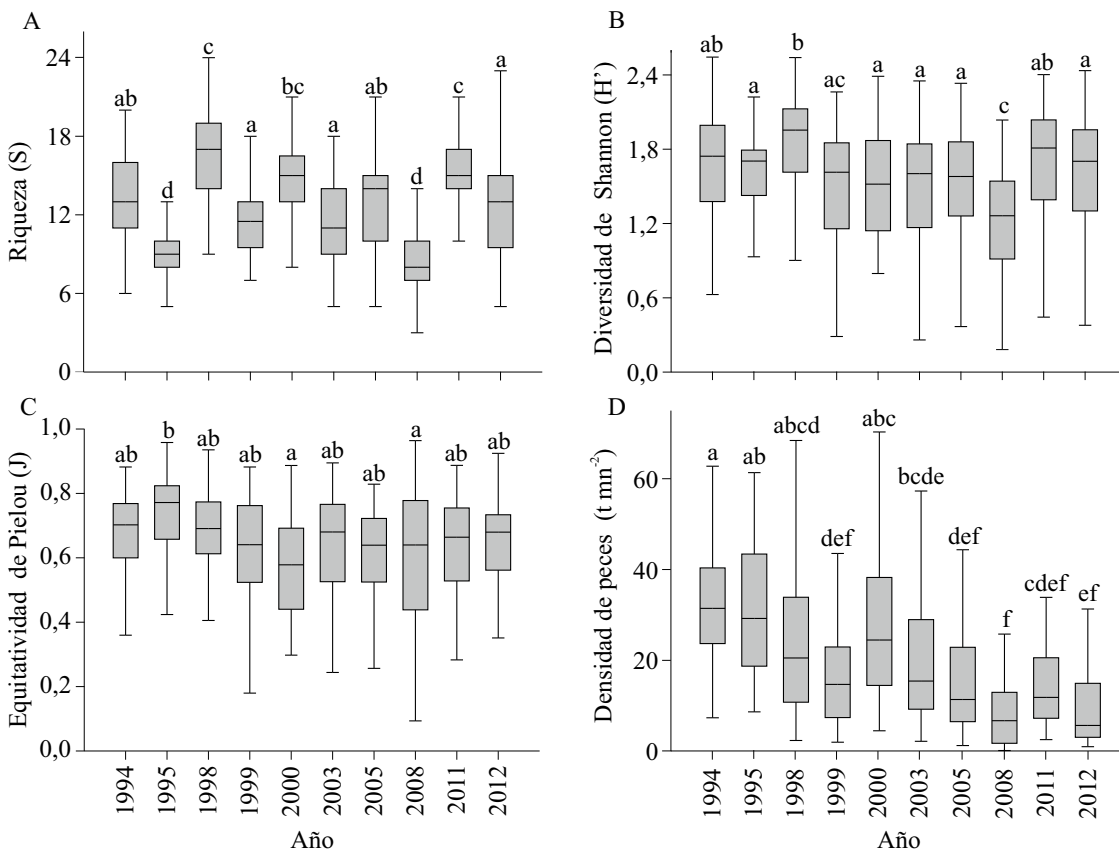 A
Riqueza (S)
24
18
12
6
0
ab
d
c
a
bc
a
ab
d
c
a
B
Diversidad de Shannon (H’)
2,4
1,8
1,2
0,6
0,0
ab
a
b
ac
a
a
a
c
ab
a
C
Equitatividad de Pielou (J)
1,0
0,8
0,6
0,4
0,2
0,0
ab
b
ab
ab
a
ab
ab
a
ab
ab
1994
1995
1998
1999
2000
2003
2005
2008
2011
2012
Año
D
Densidad de peces (t mn⁻²)
60
40
20
0
a
ab
abcd
def
abc
bcde
def
f
cdef
ef
1994
1995
1998
1999
2000
2003
2005
2008
2011
2012
Año